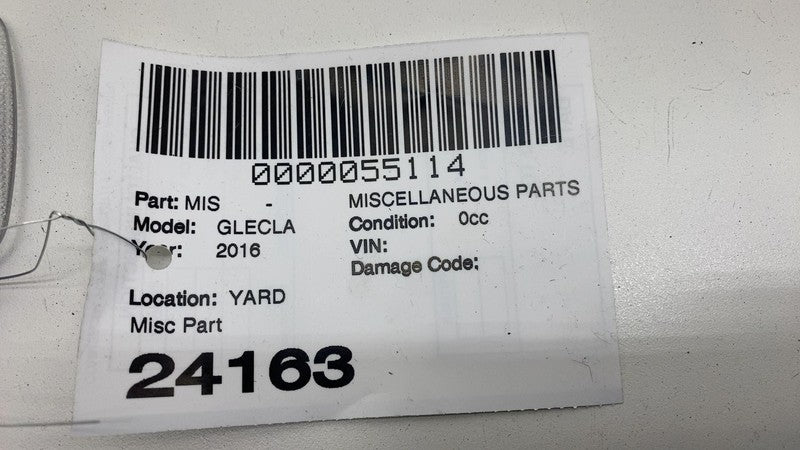 0000055114
Part: MIS - MISCELLANEOUS PARTS
Model: GLECLA Condition: 0cc
Year: 2016 VIN:
Damage Code:
Location: YARD
Misc Part
24163